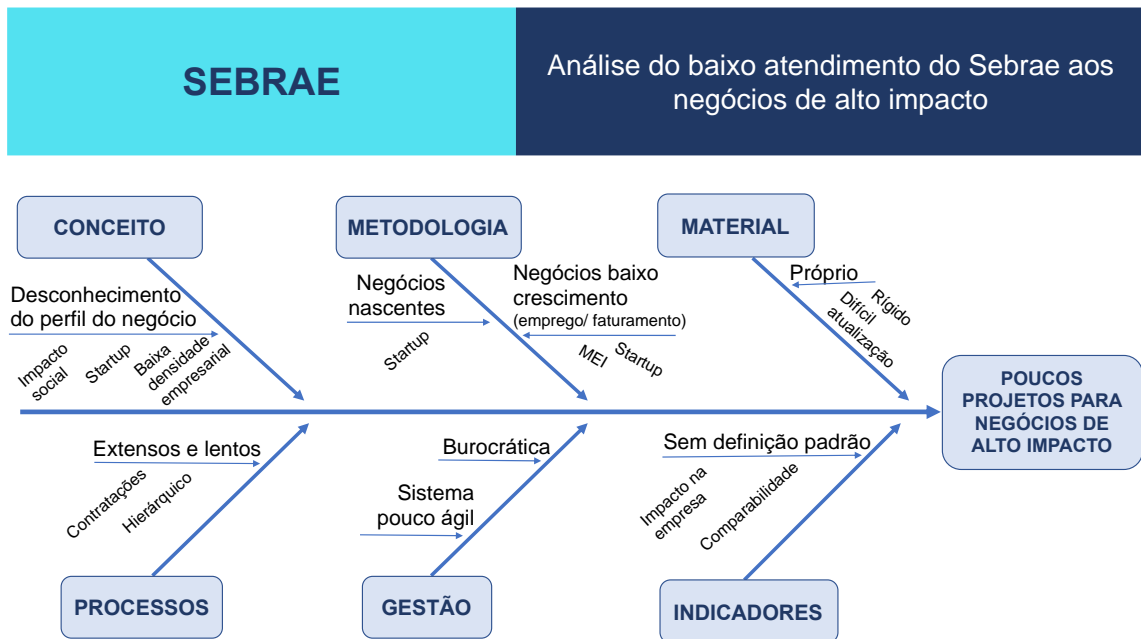 SEBRAE
Análise do baixo atendimento do Sebrae aos
negócios de alto impacto
CONCEITO
METODOLOGIA
MATERIAL
Desconhecimento
do perfil do negócio
Impacto
social
Startup
Baixa
densidade
empresarial
Negócios
nascentes
Startup
Negócios baixo
crescimento
(emprego/ faturamento)
MEI
Startup
Próprio
Rígido
Difícil
atualização
POUCOS
PROJETOS PARA
NEGÓCIOS DE
ALTO IMPACTO
Extensos e lentos
Contratações
Hierárquico
Burocrática
Sistema
pouco ágil
Sem definição padrão
Impacto na
empresa
Comparabilidade
PROCESSOS
GESTÃO
INDICADORES